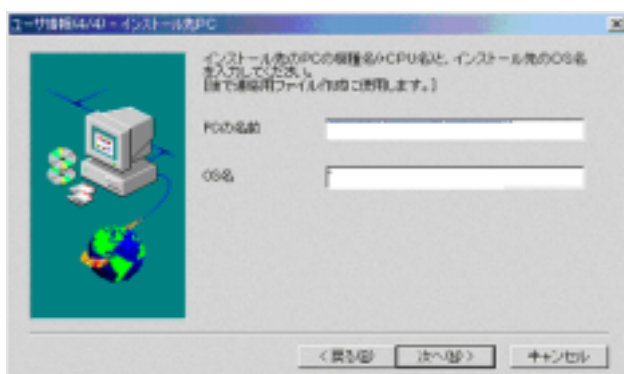 ユーザ情報(4/4) - インストール先PC
インストール先のPCの機種名(+CPU名)と、インストール先のOS名
を入力してください。
[後で連絡用ファイル作成に使用します。]
PCの名前
OS名
< 戻る(B)
次へ(N) >
キャンセル